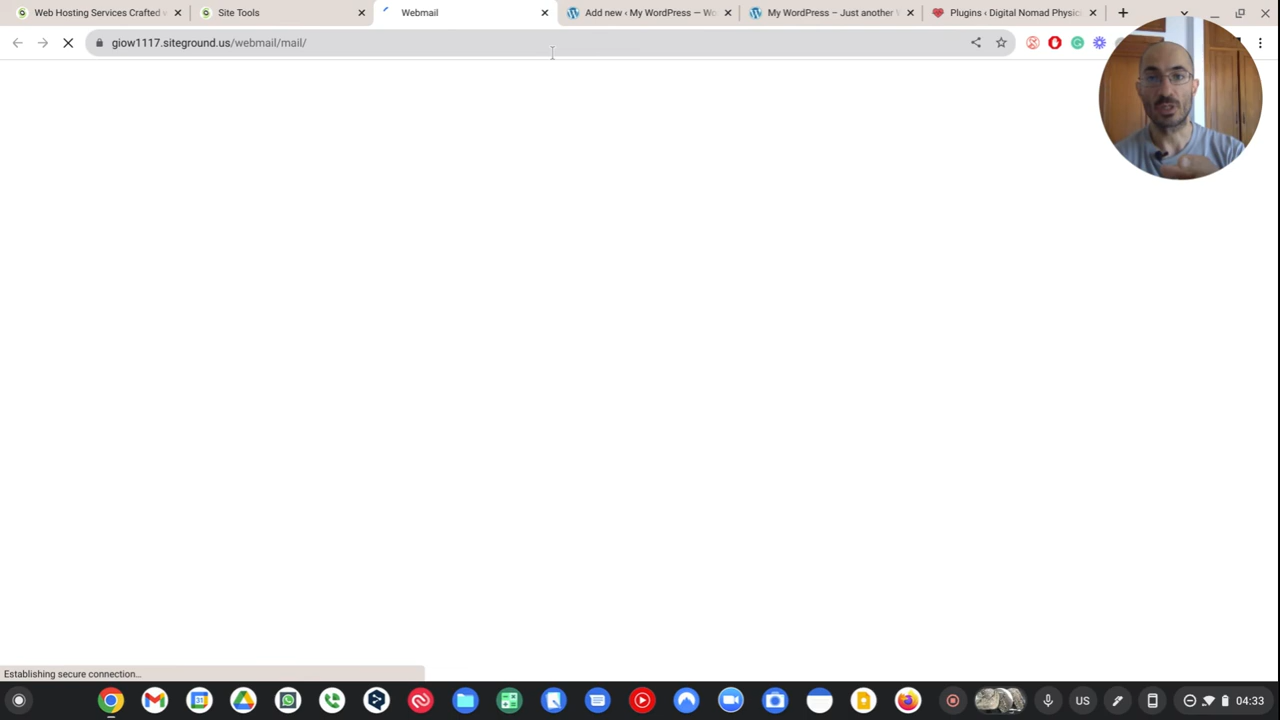 Web Hosting Services Crafted w
Site Tools
Webmail
Add new ‹ My WordPress — Wo
My WordPress – Just another W
Plugins ‹ Digital Nomad Physic
giow1117.siteground.us/webmail/mail/
Establishing secure connection...
US
04:33